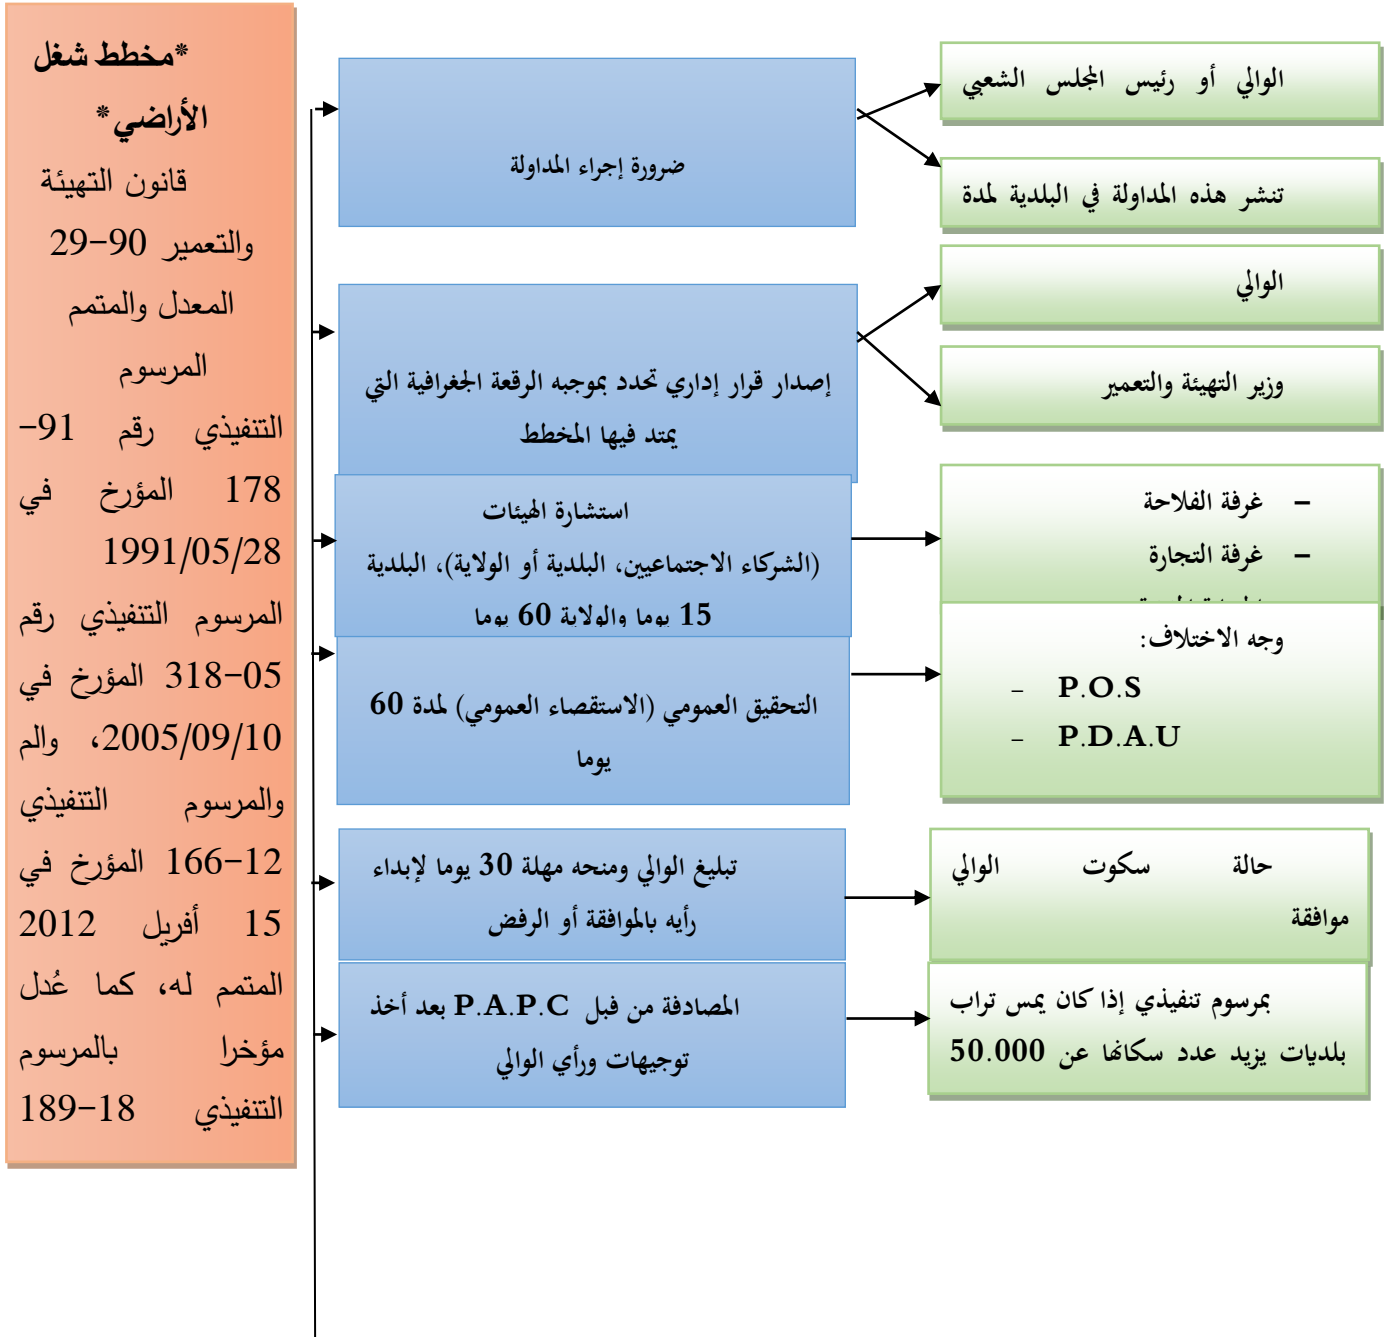 *مخطط شغل
الأراضي*
قانون التهيئة
والتعمير 90-29
المعدل والمتمم
المرسوم
التنفيذي رقم 91-
178 المؤرخ في
1991/05/28
المرسوم التنفيذي رقم
05-318 المؤرخ في
2005/09/10، والم
والمرسوم التنفيذي
12-166 المؤرخ في
15 أفريل 2012
المتمم له، كما عُدل
مؤخرا بالمرسوم
التنفيذي 18-189
ضرورة إجراء المداولة
الوالي أو رئيس المجلس الشعبي
تنشر هذه المداولة في البلدية لمدة
إصدار قرار إداري تحدد بموجبه الرقعة الجغرافية التي
يمتد فيها المخطط
الوالي
وزير التهيئة والتعمير
استشارة الهيئات
(الشركاء الاجتماعيين، البلدية أو الولاية)، البلدية
15 يوما والولاية 60 يوما
– غرفة الفلاحة
– غرفة التجارة
التحقيق العمومي (الاستقصاء العمومي) لمدة 60
يوما
وجه الاختلاف:
- P.O.S
- P.D.A.U
تبليغ الوالي ومنحه مهلة 30 يوما لإبداء
رأيه بالموافقة أو الرفض
حالة سكوت الوالي
موافقة
المصادفة من فبل P.A.P.C بعد أخذ
توجيهات ورأي الوالي
بمرسوم تنفيذي إذا كان يمس تراب
بلديات يزيد عدد سكانها عن 50.000